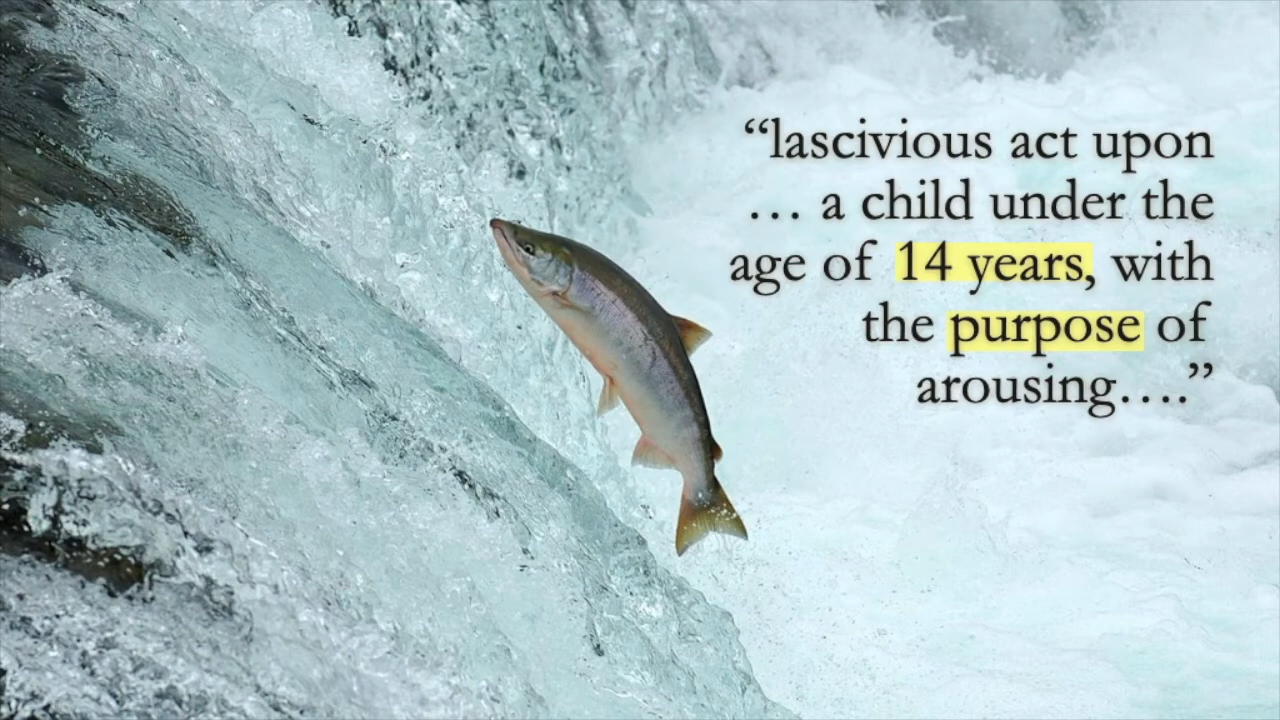 “lascivious act upon
… a child under the
age of 14 years, with
the purpose of
arousing….”